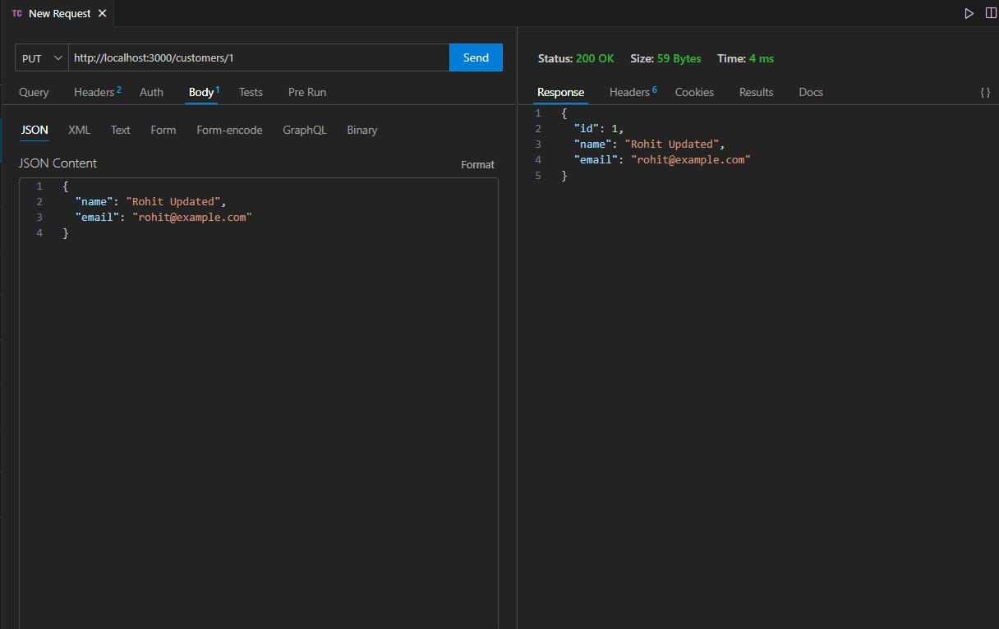 TC New Request
PUT http://localhost:3000/customers/1 Send
Query Headers 2 Auth Body 1 Tests Pre Run
JSON XML Text Form Form-encode GraphQL Binary
JSON Content Format
1 {
2 "name": "Rohit Updated",
3 "email": "rohit@example.com"
4 }
Status: 200 OK Size: 59 Bytes Time: 4 ms
Response Headers 6 Cookies Results Docs { }
1 {
2 "id": 1,
3 "name": "Rohit Updated",
4 "email": "rohit@example.com"
5 }